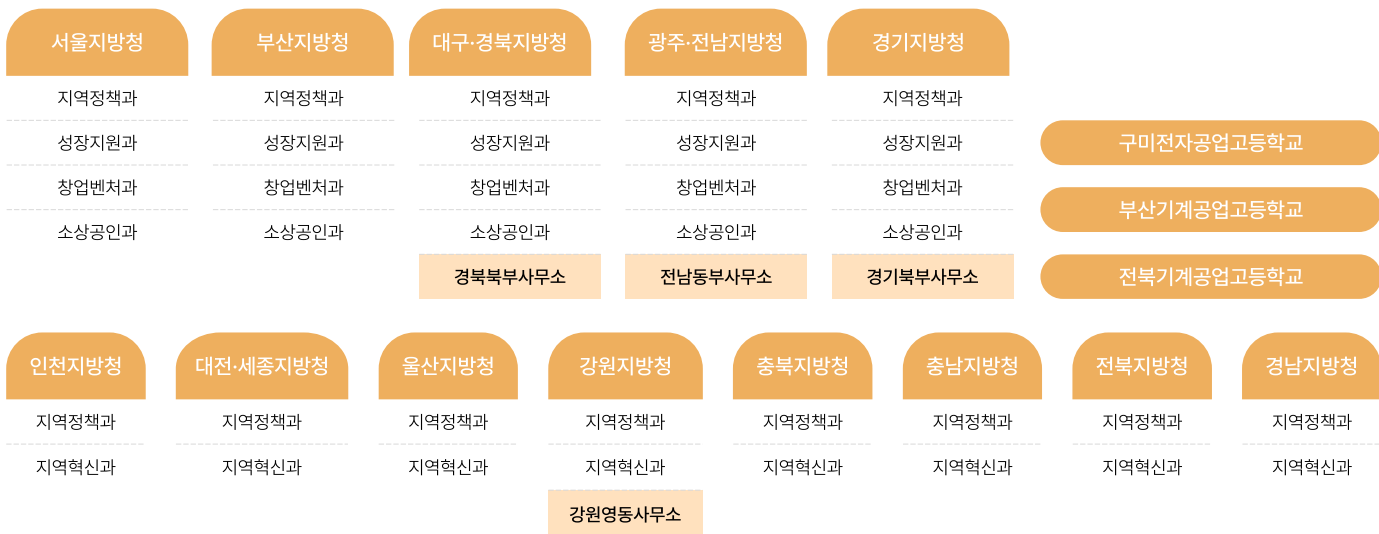 서울지방청
지역정책과
성장지원과
창업벤처과
소상공인과
부산지방청
지역정책과
성장지원과
창업벤처과
소상공인과
대구·경북지방청
지역정책과
성장지원과
창업벤처과
소상공인과
경북북부사무소
광주·전남지방청
지역정책과
성장지원과
창업벤처과
소상공인과
전남동부사무소
경기지방청
지역정책과
성장지원과
창업벤처과
소상공인과
경기북부사무소
구미전자공업고등학교
부산기계공업고등학교
전북기계공업고등학교
인천지방청
지역정책과
지역혁신과
대전·세종지방청
지역정책과
지역혁신과
울산지방청
지역정책과
지역혁신과
강원지방청
지역정책과
지역혁신과
강원영동사무소
충북지방청
지역정책과
지역혁신과
충남지방청
지역정책과
지역혁신과
전북지방청
지역정책과
지역혁신과
경남지방청
지역정책과
지역혁신과